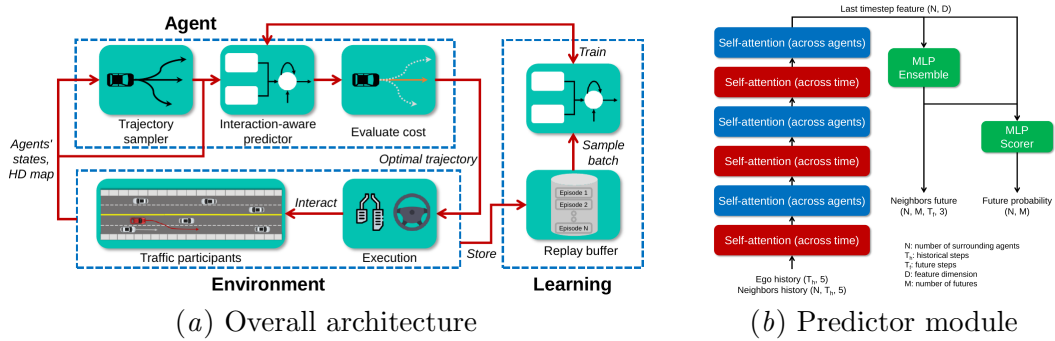 Agent
Trajectory
sampler
Interaction-aware
predictor
Evaluate cost
Train
Agents'
states,
HD map
Optimal trajectory
Sample
batch
Interact
Traffic participants
Execution
Store
Episode 1
Episode 2
Episode N
Replay buffer
Environment
Learning
(a) Overall architecture
Last timestep feature (N, D)
Self-attention (across agents)
Self-attention (across time)
Self-attention (across agents)
Self-attention (across time)
Self-attention (across agents)
Self-attention (across time)
MLP
Ensemble
MLP
Scorer
Neighbors future
(N, M, Tf, 3)
Future probability
(N, M)
Ego history (Th, 5)
Neighbors history (N, Th, 5)
N: number of surrounding agents
Th: historical steps
Tf: future steps
D: feature dimension
M: number of futures
(b) Predictor module